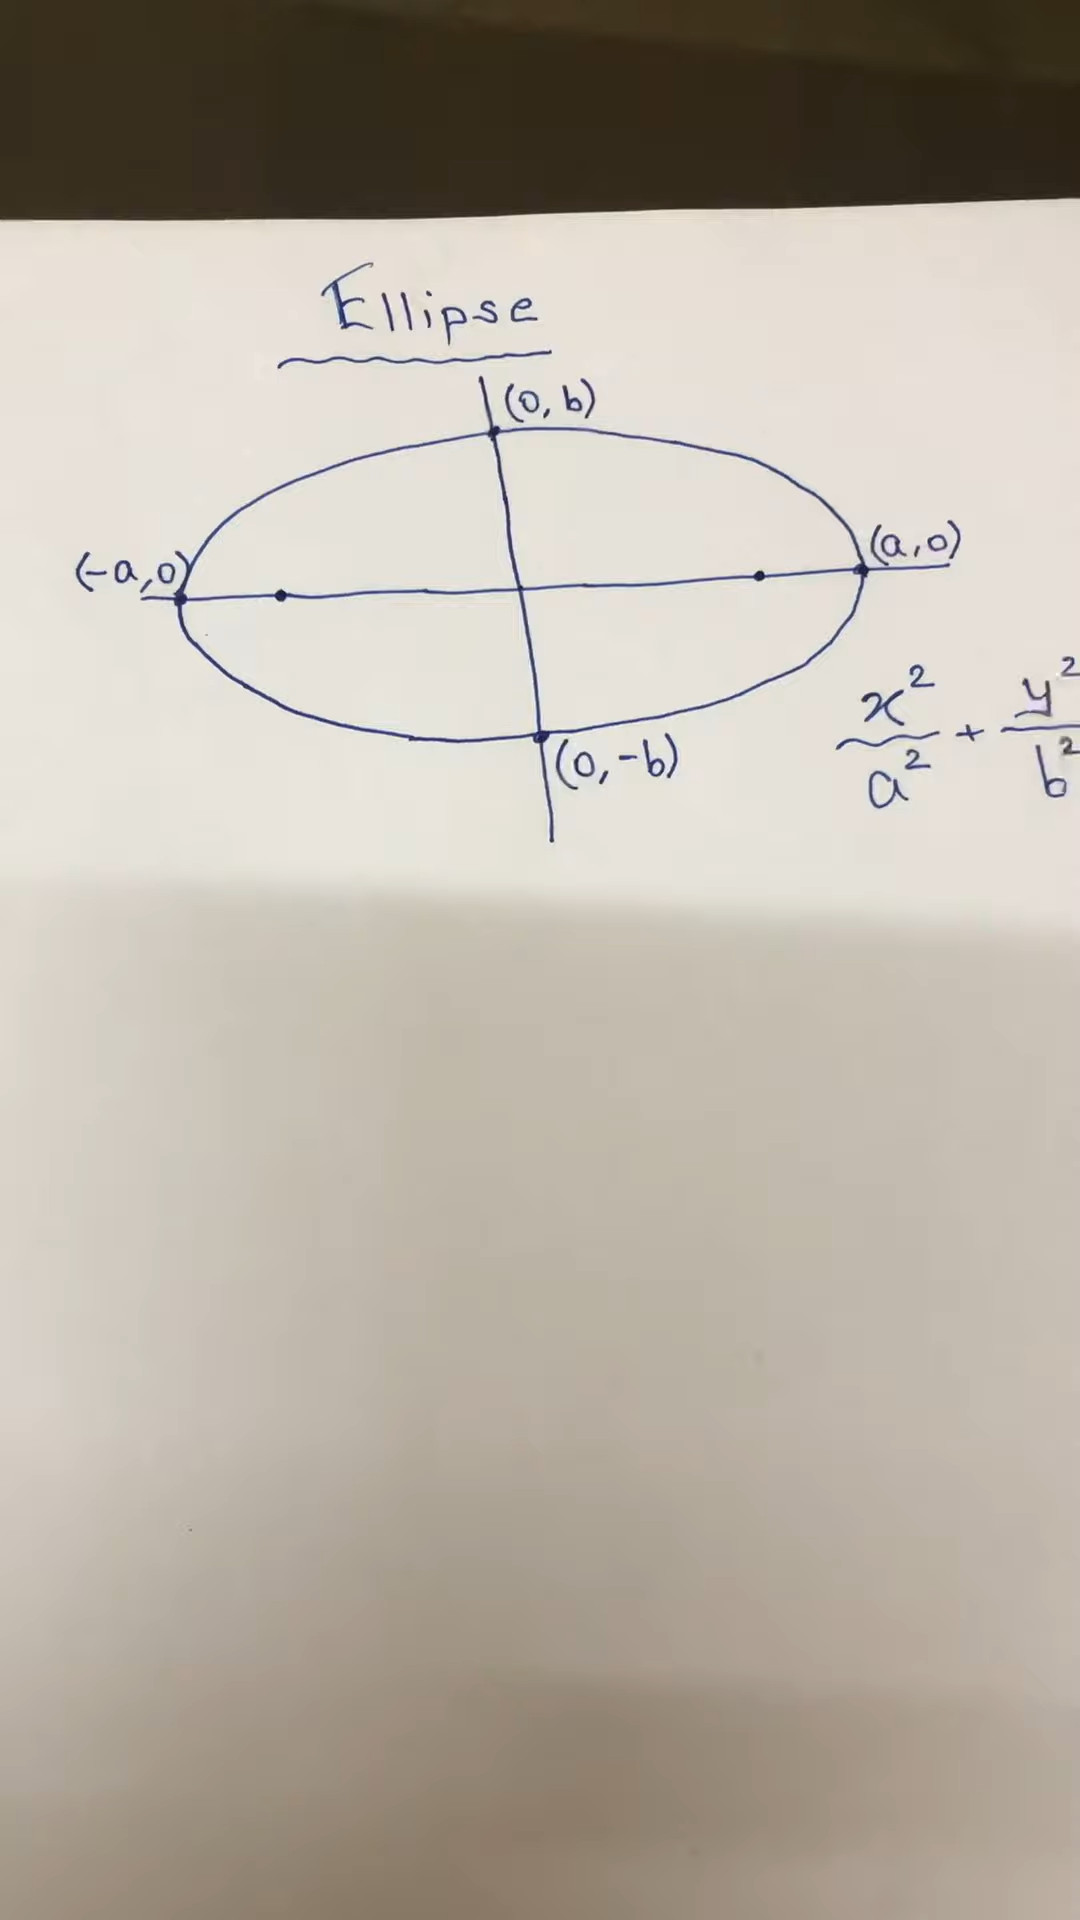 Ellipse
(0, b)
(-a, 0)
(a, 0)
(0, -b)
x²/a² + y²/b²